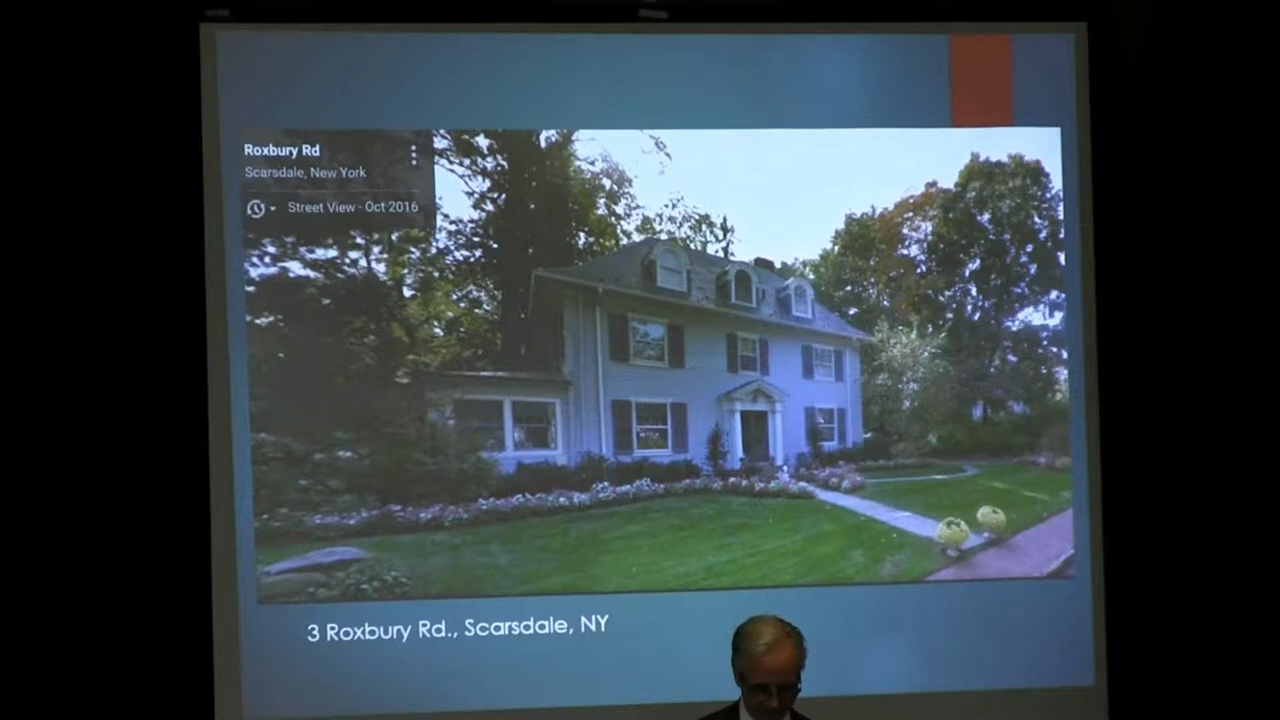 Roxbury Rd
Scarsdale, New York
Street View - Oct 2016
3 Roxbury Rd., Scarsdale, NY